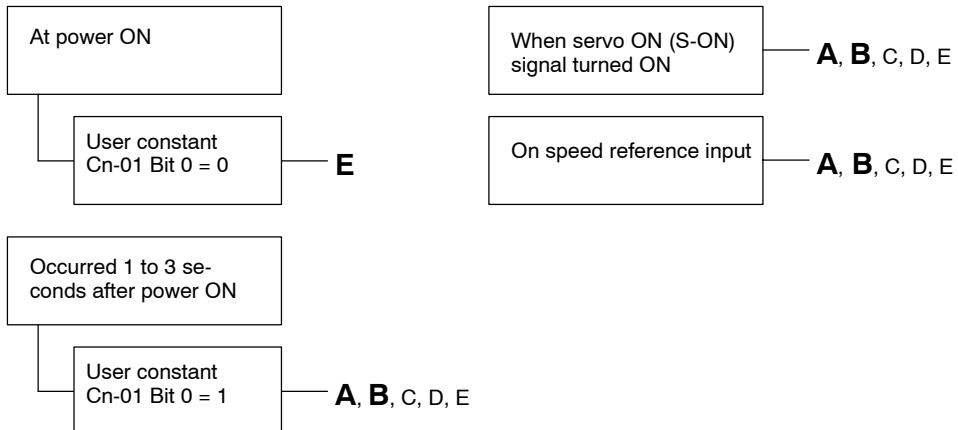 At power ON
User constant
Cn-01 Bit 0 = 0
E
Occurred 1 to 3 se-
conds after power ON
User constant
Cn-01 Bit 0 = 1
A, B, C, D, E
When servo ON (S-ON)
signal turned ON
A, B, C, D, E
On speed reference input
A, B, C, D, E